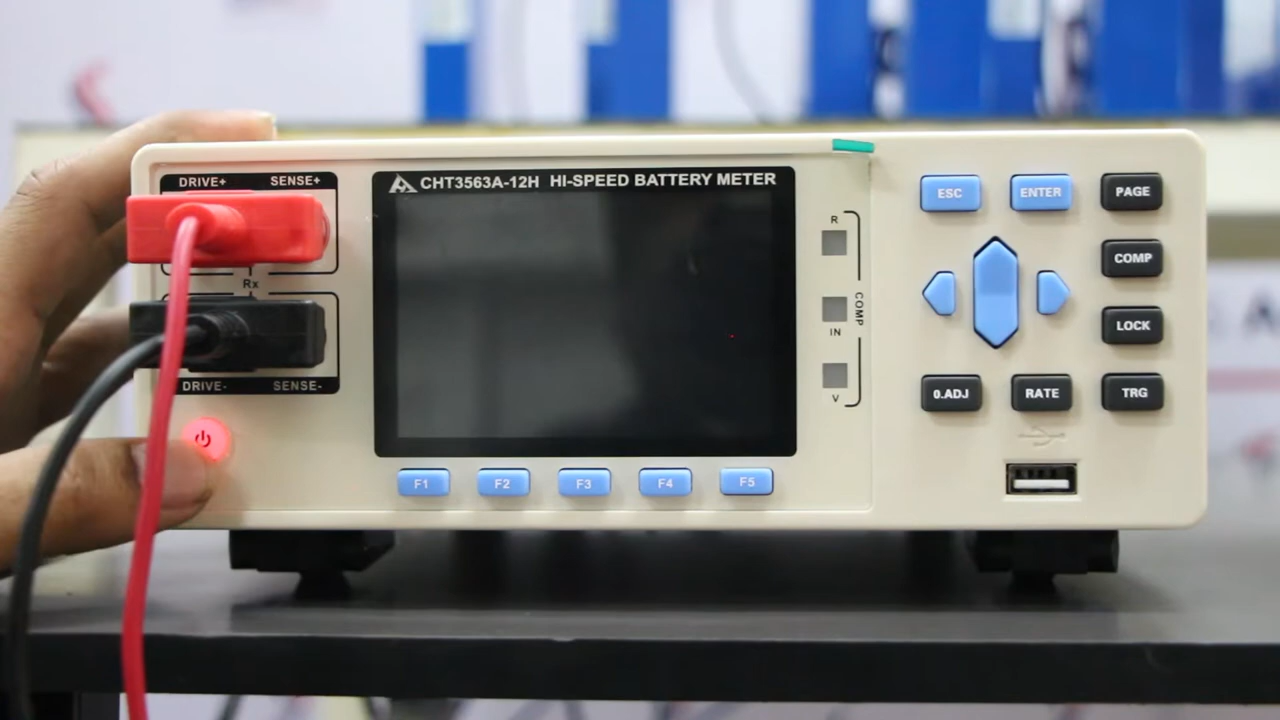 DRIVE+ SENSE+
Rx
DRIVE- SENSE-
CHT3563A-12H HI-SPEED BATTERY METER
F1 F2 F3 F4 F5
R
COMP
IN
V
ESC ENTER PAGE
COMP
LOCK
0.ADJ RATE TRG